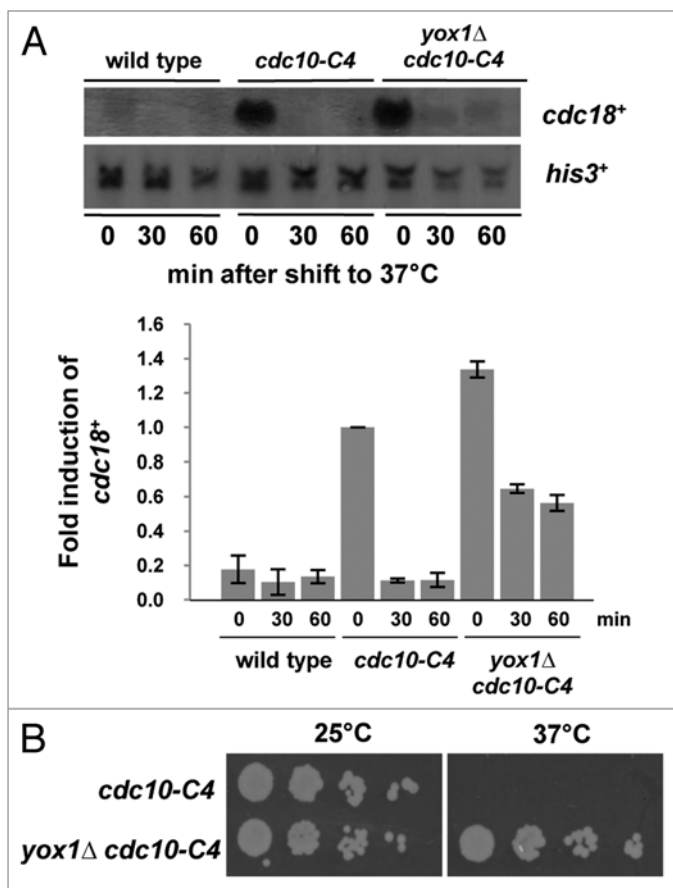 A
wild type cdc10-C4 yox1Δ
cdc10-C4
cdc18+
his3+
0 30 60 0 30 60 0 30 60
min after shift to 37°C
Fold induction of
cdc18+
1.6
1.4
1.2
1.0
0.8
0.6
0.4
0.2
0.0
0 30 60 0 30 60 0 30 60 min
wild type cdc10-C4 yox1Δ
cdc10-C4
B
25°C 37°C
cdc10-C4
yox1Δ cdc10-C4